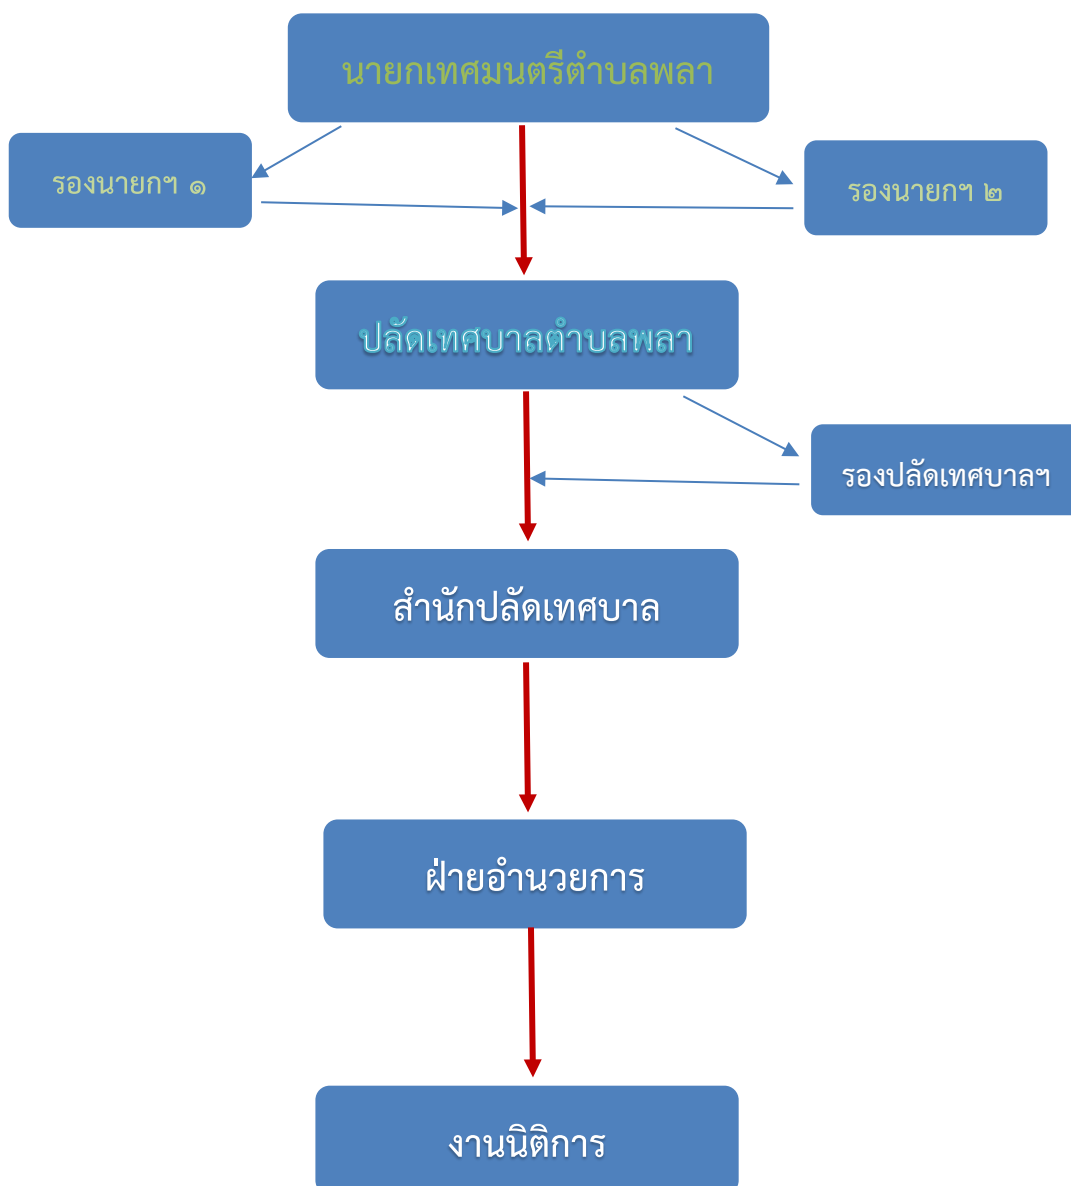 นายกเทศมนตรีตำบลพลา
รองนายกฯ ๑
รองนายกฯ ๒
ปลัดเทศบาลตำบลพลา
รองปลัดเทศบาลฯ
สำนักปลัดเทศบาล
ฝ่ายอำนวยการ
งานนิติการ